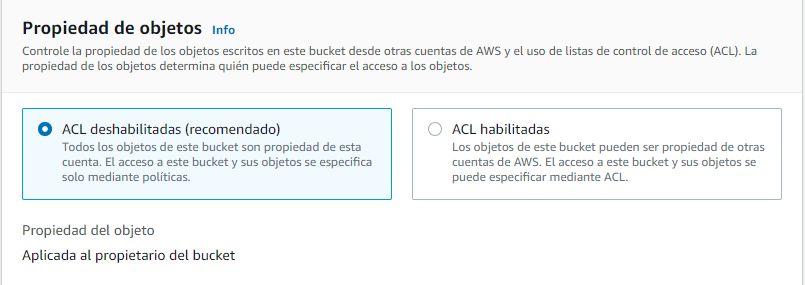 Propiedad de objetos Info
Controle la propiedad de los objetos escritos en este bucket desde otras cuentas de AWS y el uso de listas de control de acceso (ACL). La
propiedad de los objetos determina quién puede especificar el acceso a los objetos.
ACL deshabilitadas (recomendado)
Todos los objetos de este bucket son propiedad de esta
cuenta. El acceso a este bucket y sus objetos se especifica
solo mediante políticas.
ACL habilitadas
Los objetos de este bucket pueden ser propiedad de otras
cuentas de AWS. El acceso a este bucket y sus objetos se
puede especificar mediante ACL.
Propiedad del objeto
Aplicada al propietario del bucket